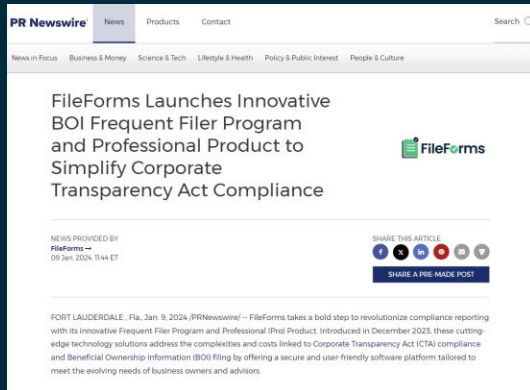 PR Newswire News Products Contact Search
News in Focus Business & Money Science & Tech Lifestyle & Health Policy & Public Interest People & Culture
FileForms Launches Innovative
BOI Frequent Filer Program
and Professional Product to
Simplify Corporate
Transparency Act Compliance
FileForms
NEWS PROVIDED BY
FileForms →
09 Jan, 2024, 11:44 ET
SHARE THIS ARTICLE
SHARE A PRE-MADE POST
FORT LAUDERDALE, Fla., Jan. 9, 2024 /PRNewswire/ -- FileForms takes a bold step to revolutionize compliance reporting
with its innovative Frequent Filer Program and Professional (Pro) Product. Introduced in December 2023, these cutting-
edge technology solutions address the complexities and costs linked to Corporate Transparency Act (CTA) compliance
and Beneficial Ownership Information (BOI) filing by offering a secure and user-friendly software platform tailored to
meet the evolving needs of business owners and advisors.